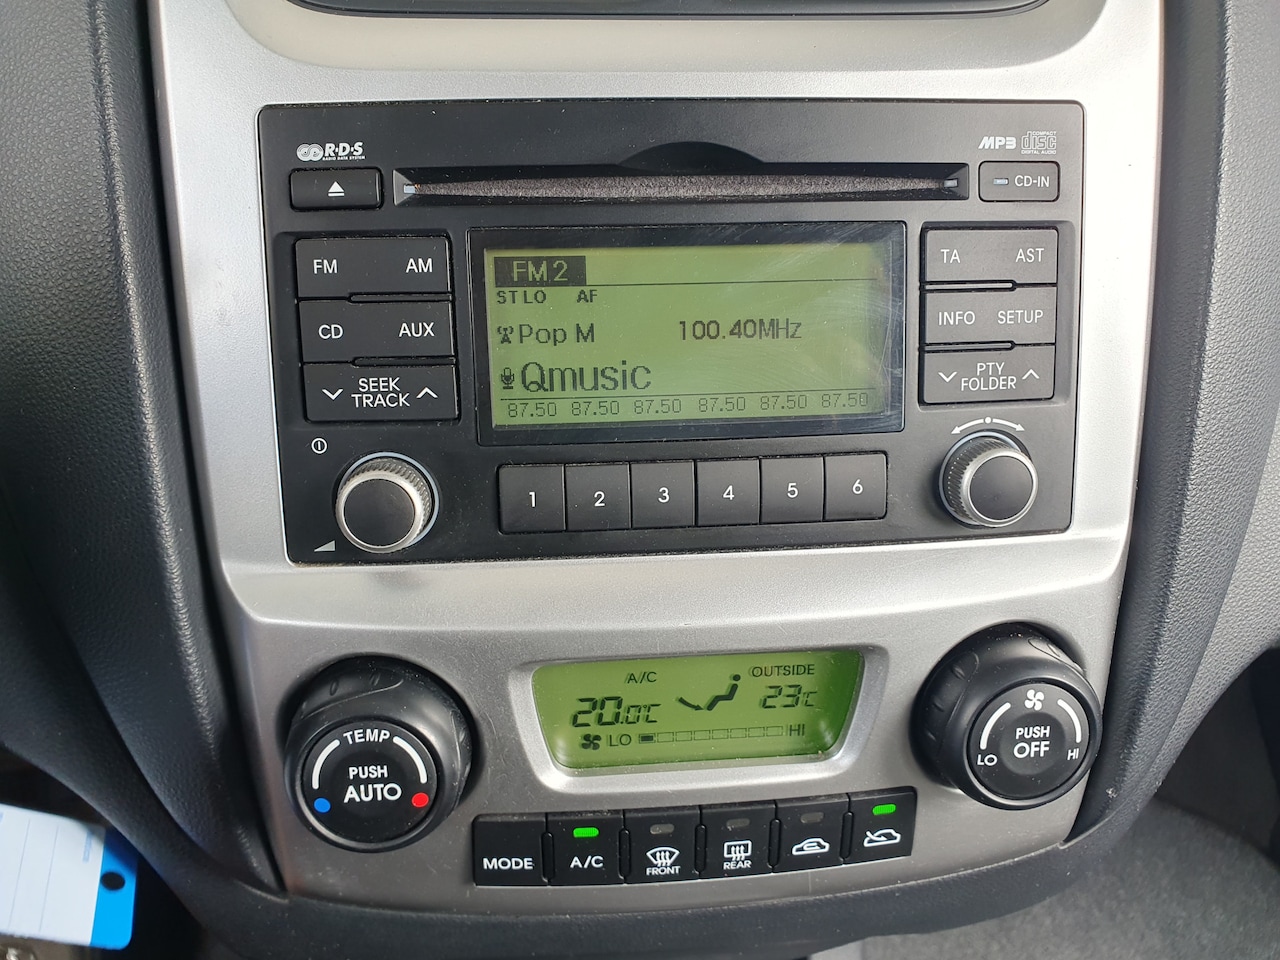 R·D·S
RADIO DATA SYSTEM
MP3 COMPACT disc DIGITAL AUDIO
CD-IN
FM AM
CD AUX
SEEK
TRACK
FM2
ST LO AF
Pop M 100.40MHz
Qmusic
87.50 87.50 87.50 87.50 87.50 87.50
TA AST
INFO SETUP
PTY
FOLDER
1 2 3 4 5 6
TEMP
PUSH
AUTO
A/C OUTSIDE
20.0°C 23°C
LO HI
PUSH
OFF
LO HI
MODE A/C FRONT REAR